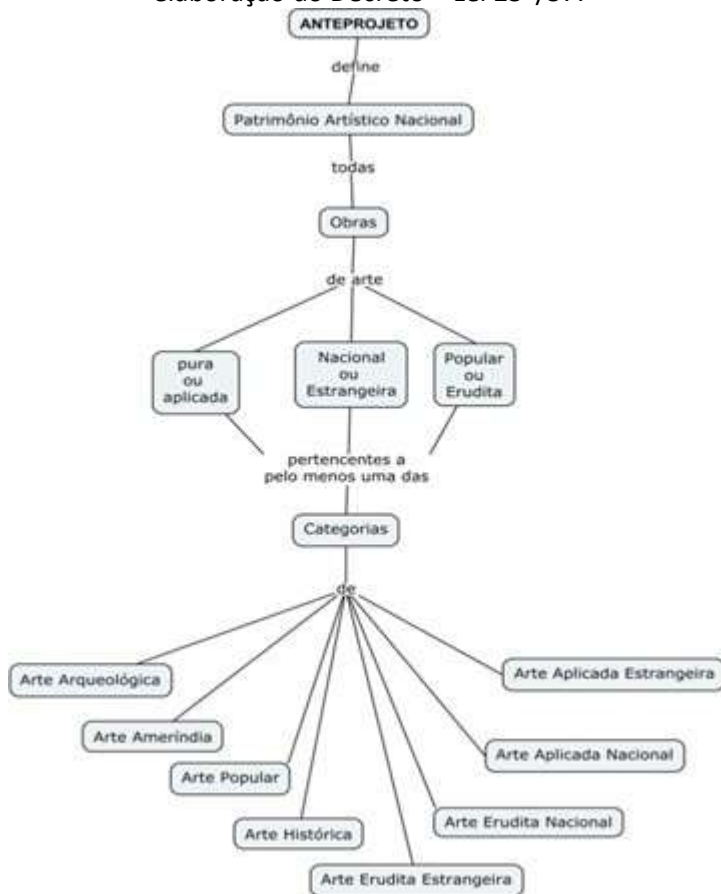 ANTEPROJETO
define
Patrimônio Artístico Nacional
todas
Obras
de arte
pura
ou
aplicada
Nacional
ou
Estrangeira
Popular
ou
Erudita
pertencentes a
pelo menos uma das
Categorias
de
Arte Arqueológica
Arte Ameríndia
Arte Popular
Arte Histórica
Arte Erudita Estrangeira
Arte Erudita Nacional
Arte Aplicada Nacional
Arte Aplicada Estrangeira